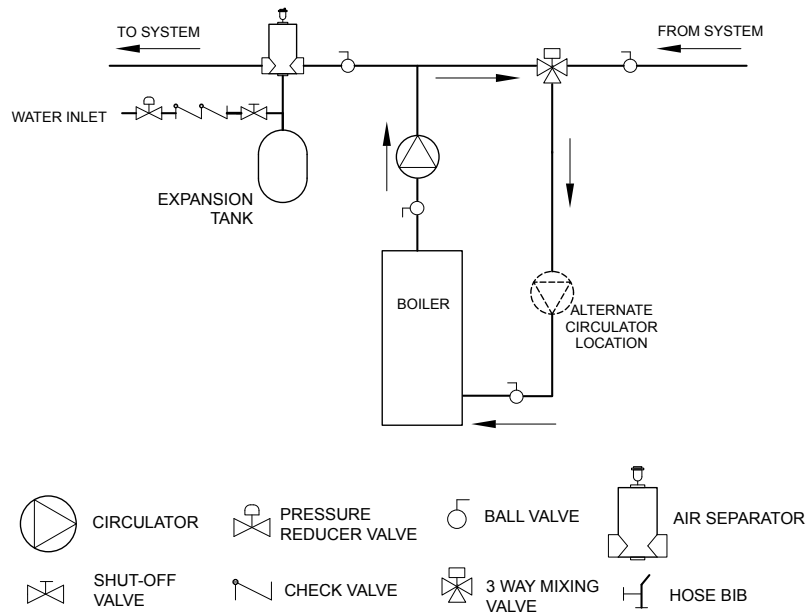 TO SYSTEM
FROM SYSTEM
WATER INLET
EXPANSION
TANK
BOILER
ALTERNATE
CIRCULATOR
LOCATION
CIRCULATOR
PRESSURE
REDUCER VALVE
BALL VALVE
AIR SEPARATOR
SHUT-OFF
VALVE
CHECK VALVE
3 WAY MIXING
VALVE
HOSE BIB